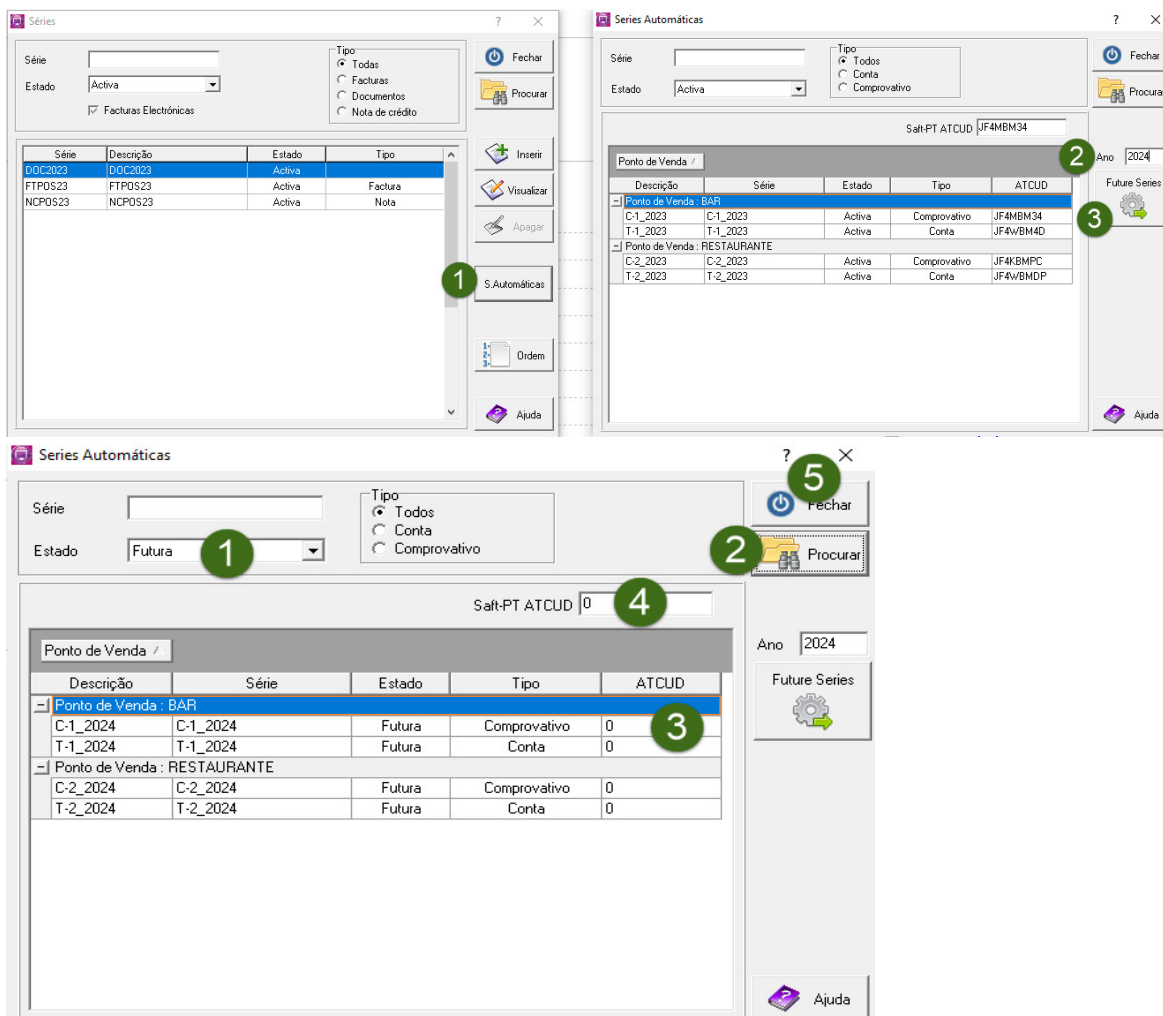 Séries ? ×
Série
Estado Activa
Facturas Electrónicas
Tipo
Todas
Facturas
Documentos
Nota de crédito
Fechar
Procurar
Série Descrição Estado Tipo
DOC2023 DOC2023 Activa
FTPOS23 FTPOS23 Activa Factura
NCPOS23 NCPOS23 Activa Nota
Inserir
Visualizar
Apagar
1 S.Automáticas
1-
2-
3-
Ordem
Ajuda
Series Automáticas ? ×
Série
Estado Activa
Tipo
Todos
Conta
Comprovativo
Fechar
Procurar
Saft-PT ATCUD JF4MBM34
2 Ano 2024
Ponto de Venda
Future Series
3
Descrição Série Estado Tipo ATCUD
Ponto de Venda : BAR
C-1_2023 C-1_2023 Activa Comprovativo JF4MBM34
T-1_2023 T-1_2023 Activa Conta JF4WBM4D
Ponto de Venda : RESTAURANTE
C-2_2023 C-2_2023 Activa Comprovativo JF4KBMPC
T-2_2023 T-2_2023 Activa Conta JF4WBMDP
Ajuda
Series Automáticas ? ×
Série
Estado Futura 1
Tipo
Todos
Conta
Comprovativo
5
Fechar
2 Procurar
Saft-PT ATCUD 0 4
Ano 2024
Ponto de Venda
Future Series
Descrição Série Estado Tipo ATCUD
Ponto de Venda : BAR
C-1_2024 C-1_2024 Futura Comprovativo 0 3
T-1_2024 T-1_2024 Futura Conta 0
Ponto de Venda : RESTAURANTE
C-2_2024 C-2_2024 Futura Comprovativo 0
T-2_2024 T-2_2024 Futura Conta 0
Ajuda